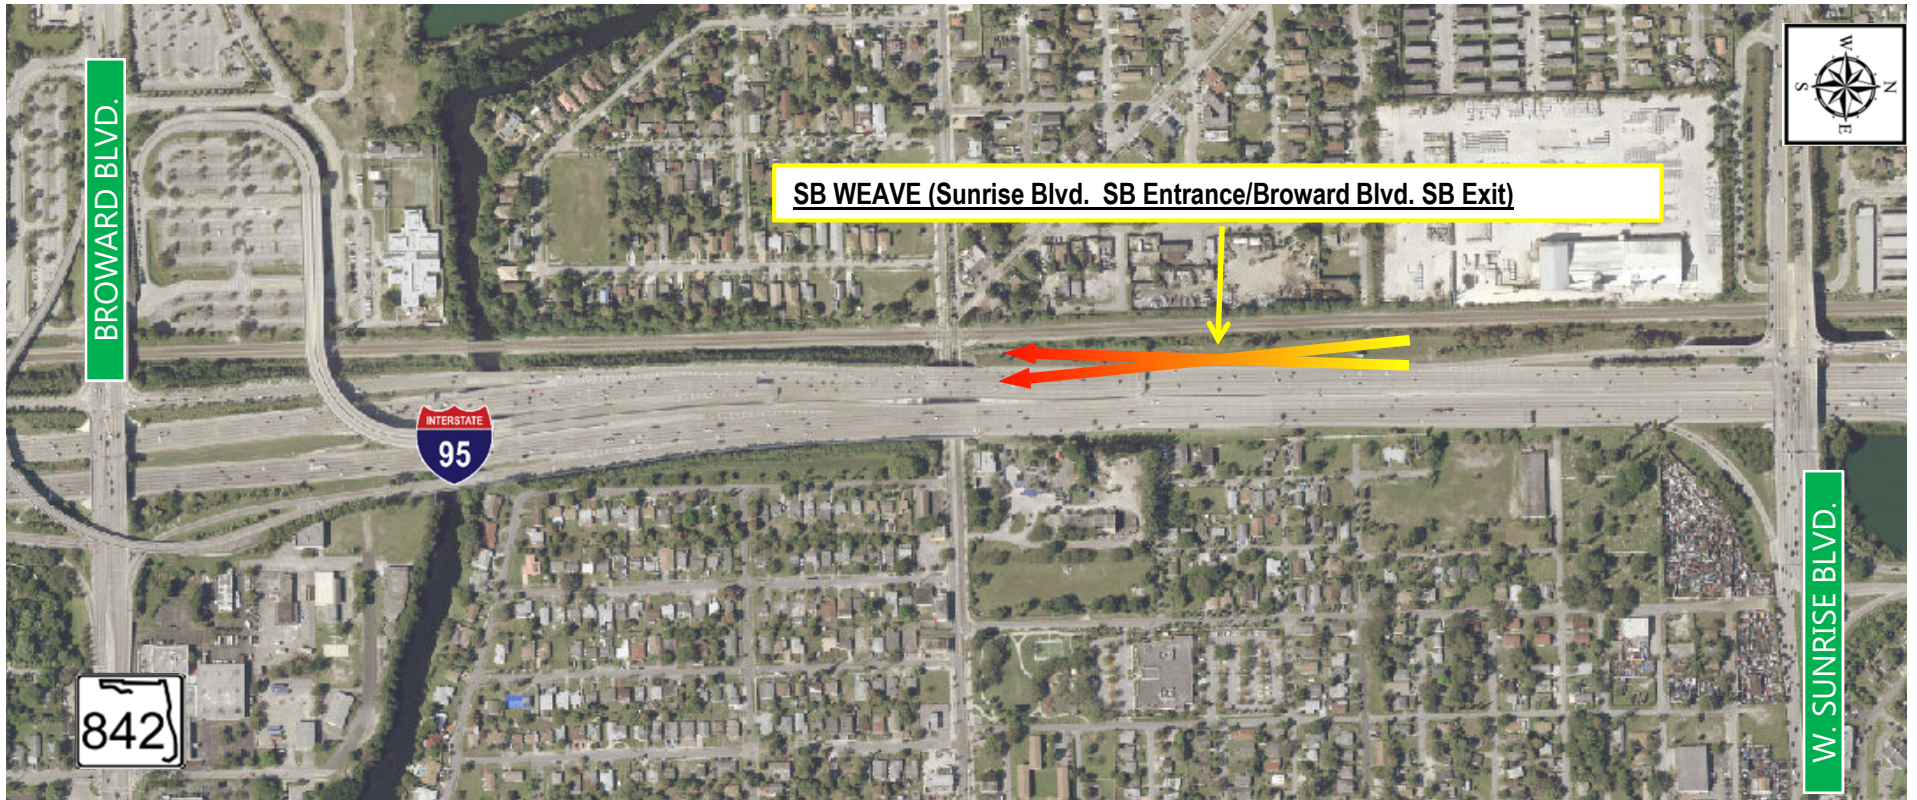 BROWARD BLVD.
W
N
S
E
SB WEAVE (Sunrise Blvd. SB Entrance/Broward Blvd. SB Exit)
INTERSTATE
95
W. SUNRISE BLVD.
842